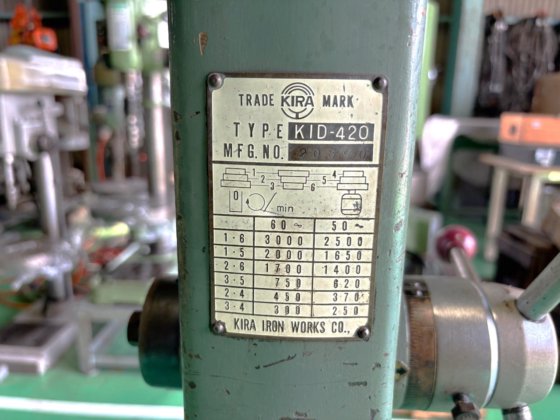 TRADE KIRA MARK
TYPE KID-420
MFG. NO.
1 2 3 6 5 4
0 /min
60~ 50~
1·6 3000 2500
1·5 2000 1650
2·6 1700 1400
3·5 750 620
2·4 450 370
3·4 300 250
KIRA IRON WORKS CO.,